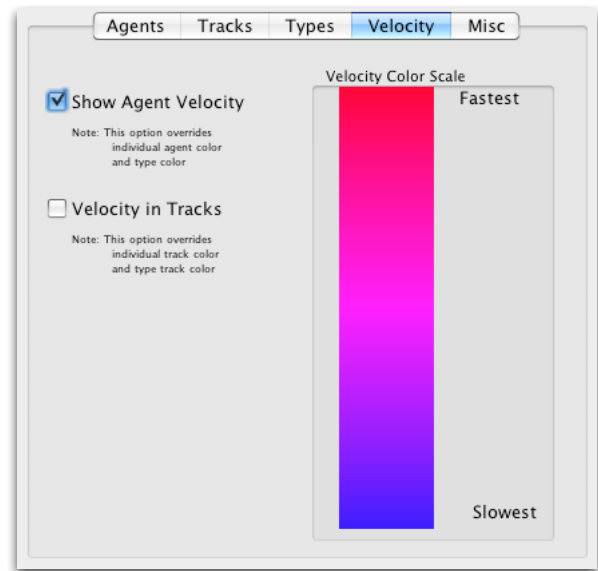 Agents Tracks Types Velocity Misc
Show Agent Velocity
Note: This option overrides
individual agent color
and type color
Velocity in Tracks
Note: This option overrides
individual track color
and type track color
Velocity Color Scale
Fastest
Slowest